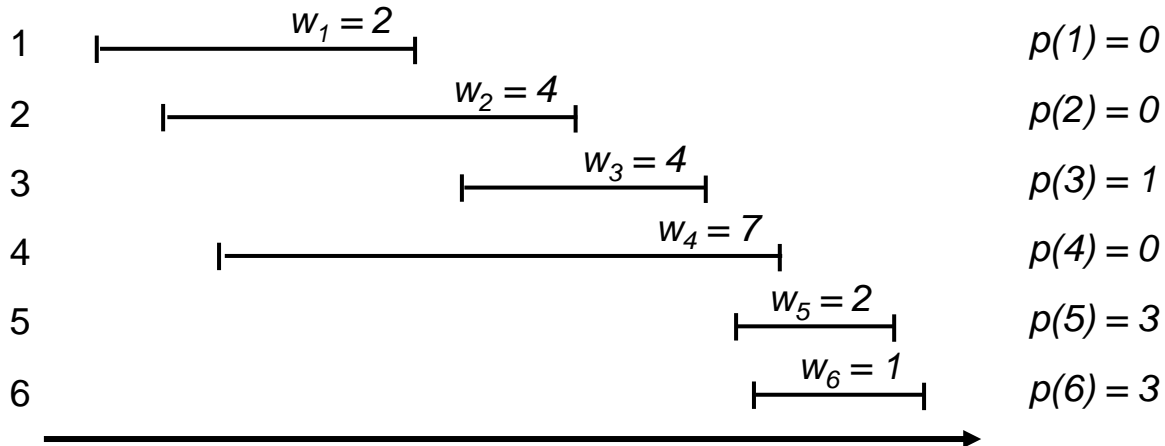 1 w₁ = 2 p(1) = 0
2 w₂ = 4 p(2) = 0
3 w₃ = 4 p(3) = 1
4 w₄ = 7 p(4) = 0
5 w₅ = 2 p(5) = 3
6 w₆ = 1 p(6) = 3